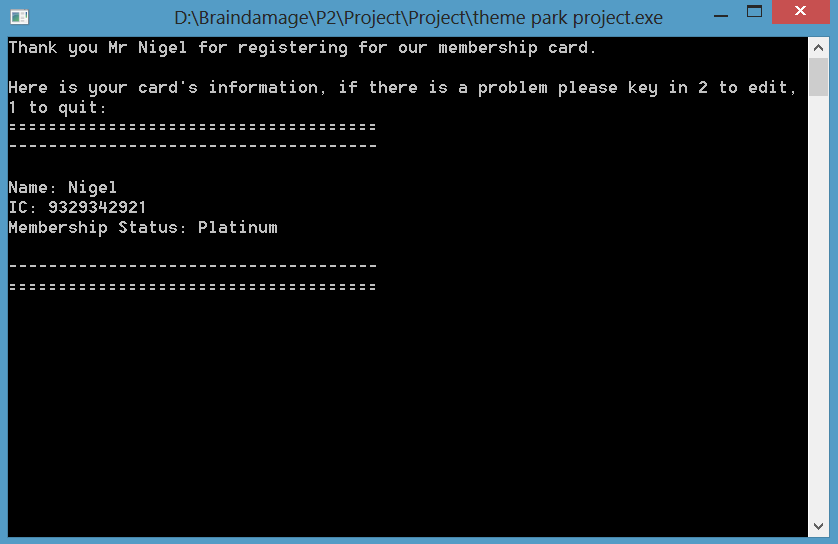 D:\Braindamage\P2\Project\Project\theme park project.exe
Thank you Mr Nigel for registering for our membership card.
Here is your card's information, if there is a problem please key in 2 to edit,
1 to quit:
=====================================
-------------------------------------
Name: Nigel
IC: 9329342921
Membership Status: Platinum
-------------------------------------
=====================================